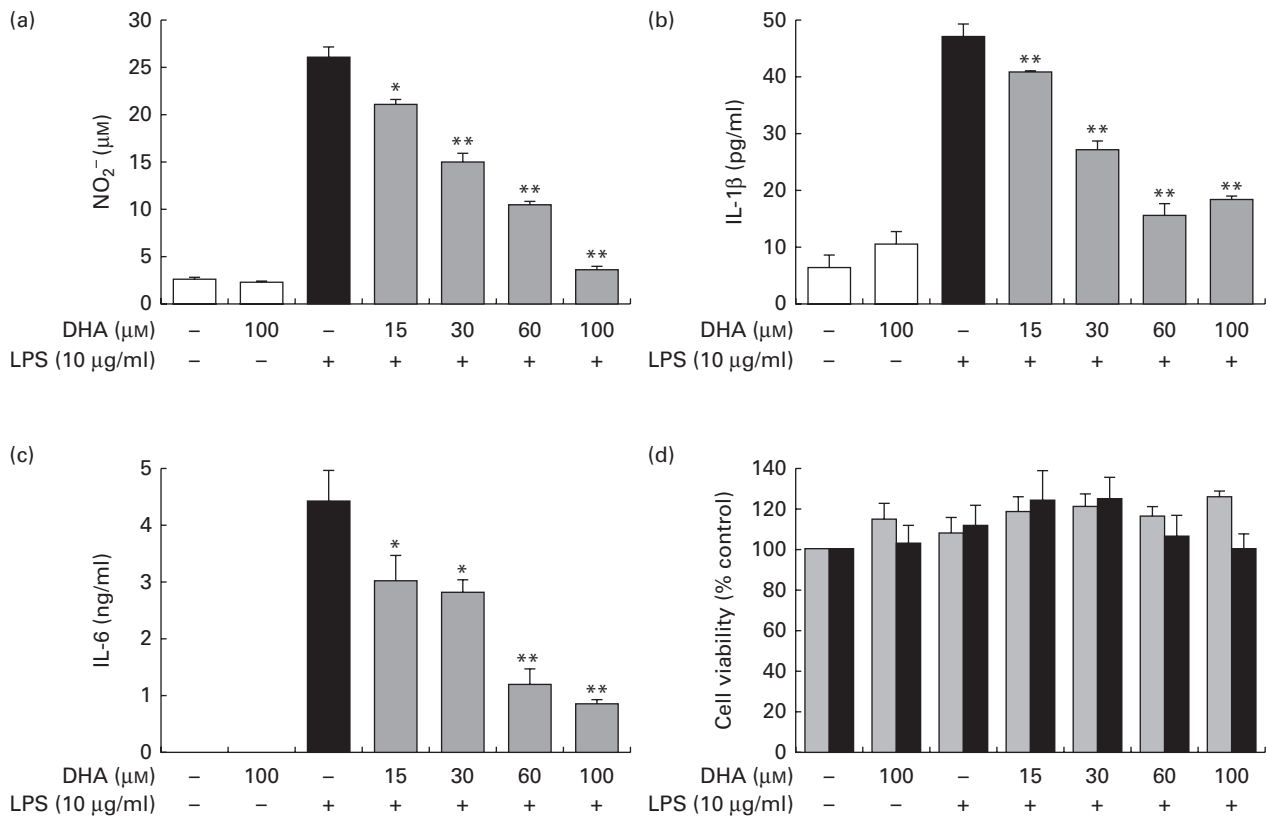 (a)
30
25
20
15
10
5
0
NO₂⁻ (μM)
*
**
**
**
DHA (μM) – 100 – 15 30 60 100
LPS (10 μg/ml) – – + + + + +
(b)
50
40
30
20
10
0
IL-1β (pg/ml)
**
**
**
**
DHA (μM) – 100 – 15 30 60 100
LPS (10 μg/ml) – – + + + + +
(c)
5
4
3
2
1
0
IL-6 (ng/ml)
*
*
**
**
DHA (μM) – 100 – 15 30 60 100
LPS (10 μg/ml) – – + + + + +
(d)
140
120
100
80
60
40
20
0
Cell viability (% control)
DHA (μM) – 100 – 15 30 60 100
LPS (10 μg/ml) – – + + + + +